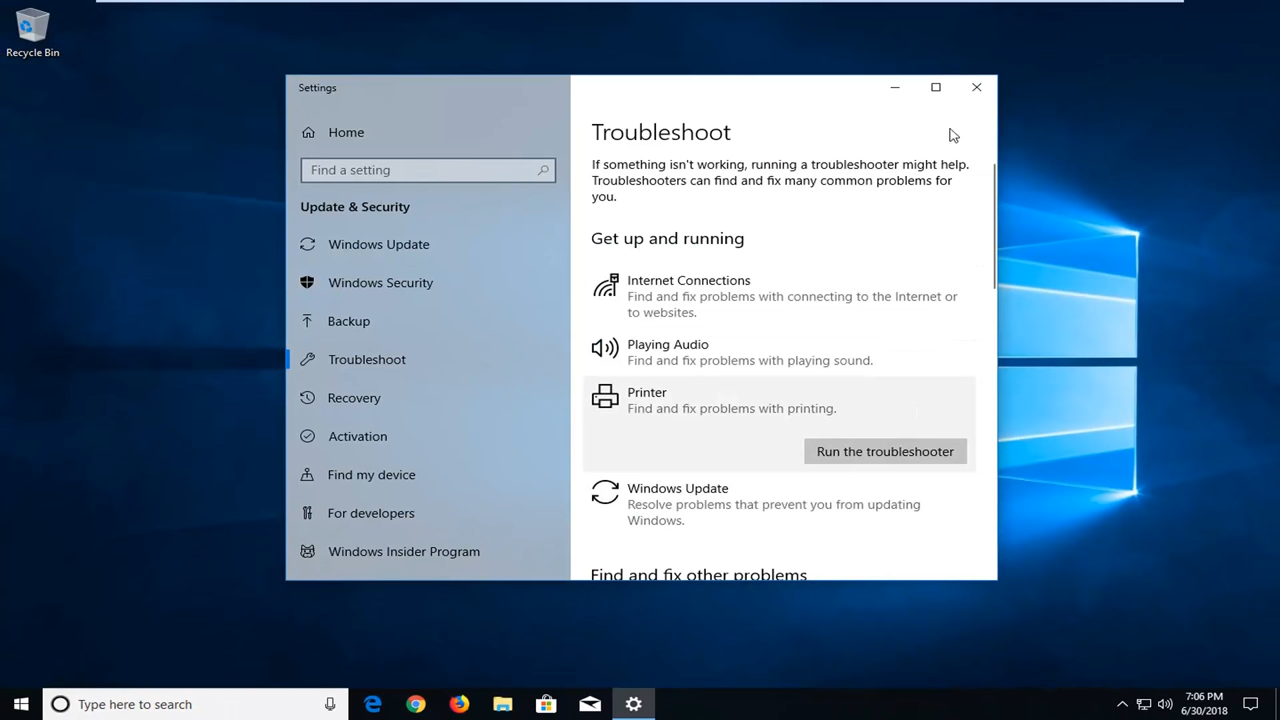 Recycle Bin
Settings
Home
Find a setting
Update & Security
Windows Update
Windows Security
Backup
Troubleshoot
Recovery
Activation
Find my device
For developers
Windows Insider Program
Troubleshoot
If something isn't working, running a troubleshooter might help.
Troubleshooters can find and fix many common problems for
you.
Get up and running
Internet Connections
Find and fix problems with connecting to the Internet or
to websites.
Playing Audio
Find and fix problems with playing sound.
Printer
Find and fix problems with printing.
Run the troubleshooter
Windows Update
Resolve problems that prevent you from updating
Windows.
Find and fix other problems
Type here to search
7:06 PM
6/30/2018